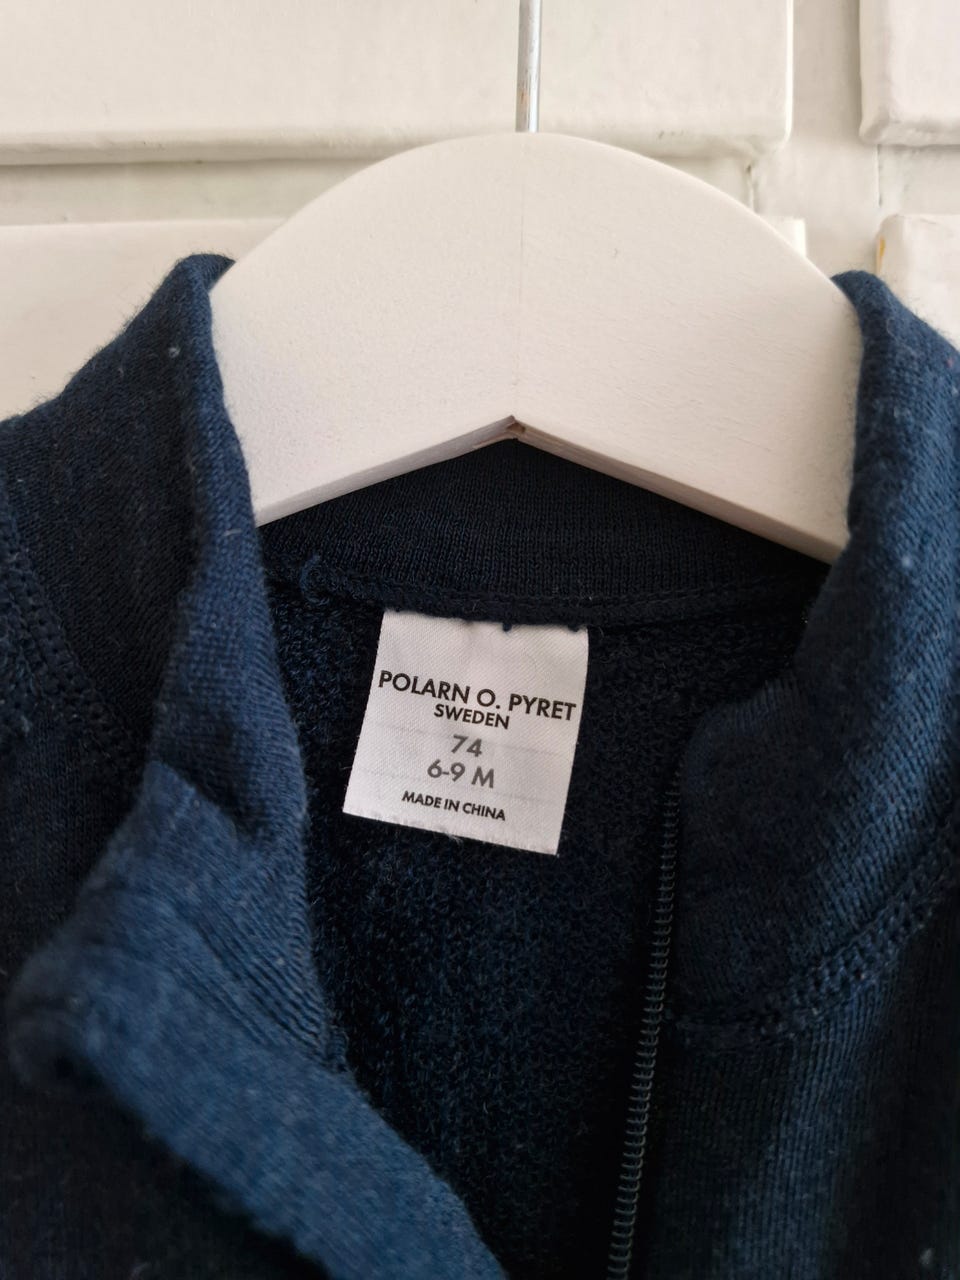 POLARN O. PYRET
SWEDEN
74
6-9 M
MADE IN CHINA